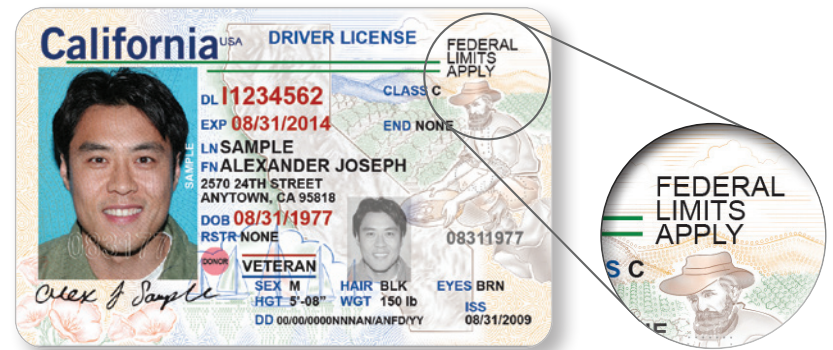 California USA DRIVER LICENSE
FEDERAL
LIMITS
APPLY
DL I1234562 CLASS C
EXP 08/31/2014 END NONE
LN SAMPLE
FN ALEXANDER JOSEPH
2570 24TH STREET
ANYTOWN, CA 95818
DOB 08/31/1977
RSTR NONE 08311977
SAMPLE
083177
DONOR
VETERAN
SEX M HAIR BLK EYES BRN
HGT 5'-08" WGT 150 lb ISS
DD 00/00/0000NNNAN/ANFD/YY 08/31/2009
Alex J Sample
FEDERAL
LIMITS
APPLY
S C